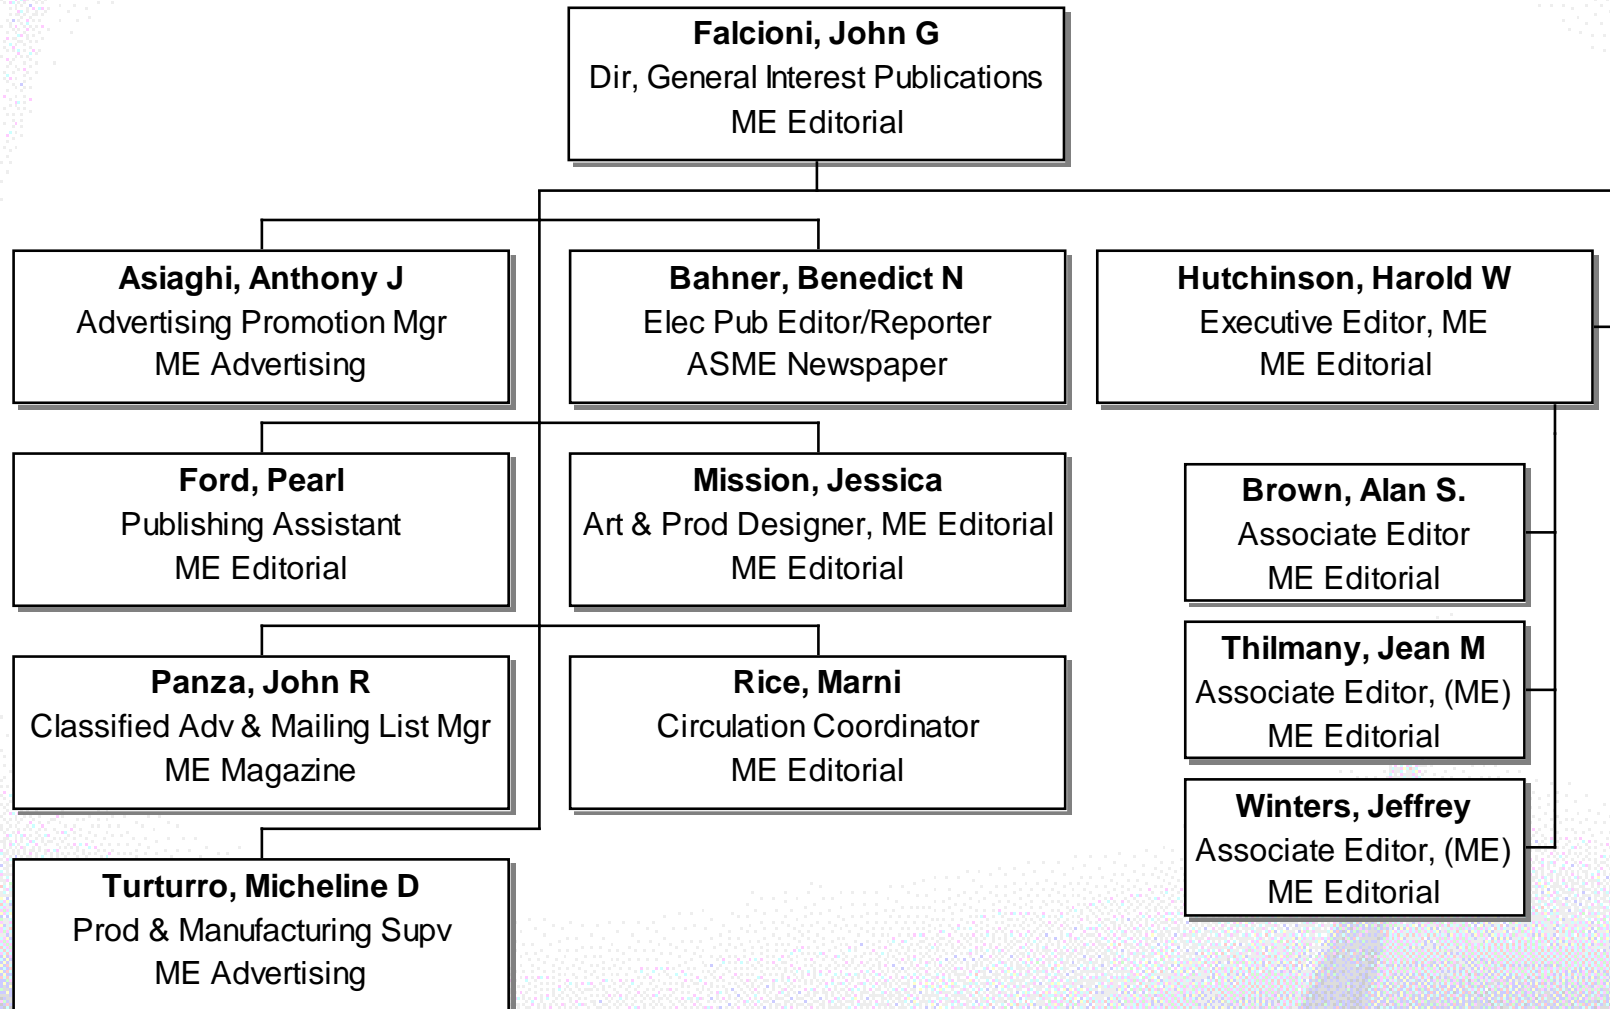 Falcioni, John G
Dir, General Interest Publications
ME Editorial
Asiaghi, Anthony J
Advertising Promotion Mgr
ME Advertising
Bahner, Benedict N
Elec Pub Editor/Reporter
ASME Newspaper
Hutchinson, Harold W
Executive Editor, ME
ME Editorial
Ford, Pearl
Publishing Assistant
ME Editorial
Mission, Jessica
Art & Prod Designer, ME Editorial
ME Editorial
Brown, Alan S.
Associate Editor
ME Editorial
Panza, John R
Classified Adv & Mailing List Mgr
ME Magazine
Rice, Marni
Circulation Coordinator
ME Editorial
Thilmany, Jean M
Associate Editor, (ME)
ME Editorial
Winters, Jeffrey
Associate Editor, (ME)
ME Editorial
Turturro, Micheline D
Prod & Manufacturing Supv
ME Advertising